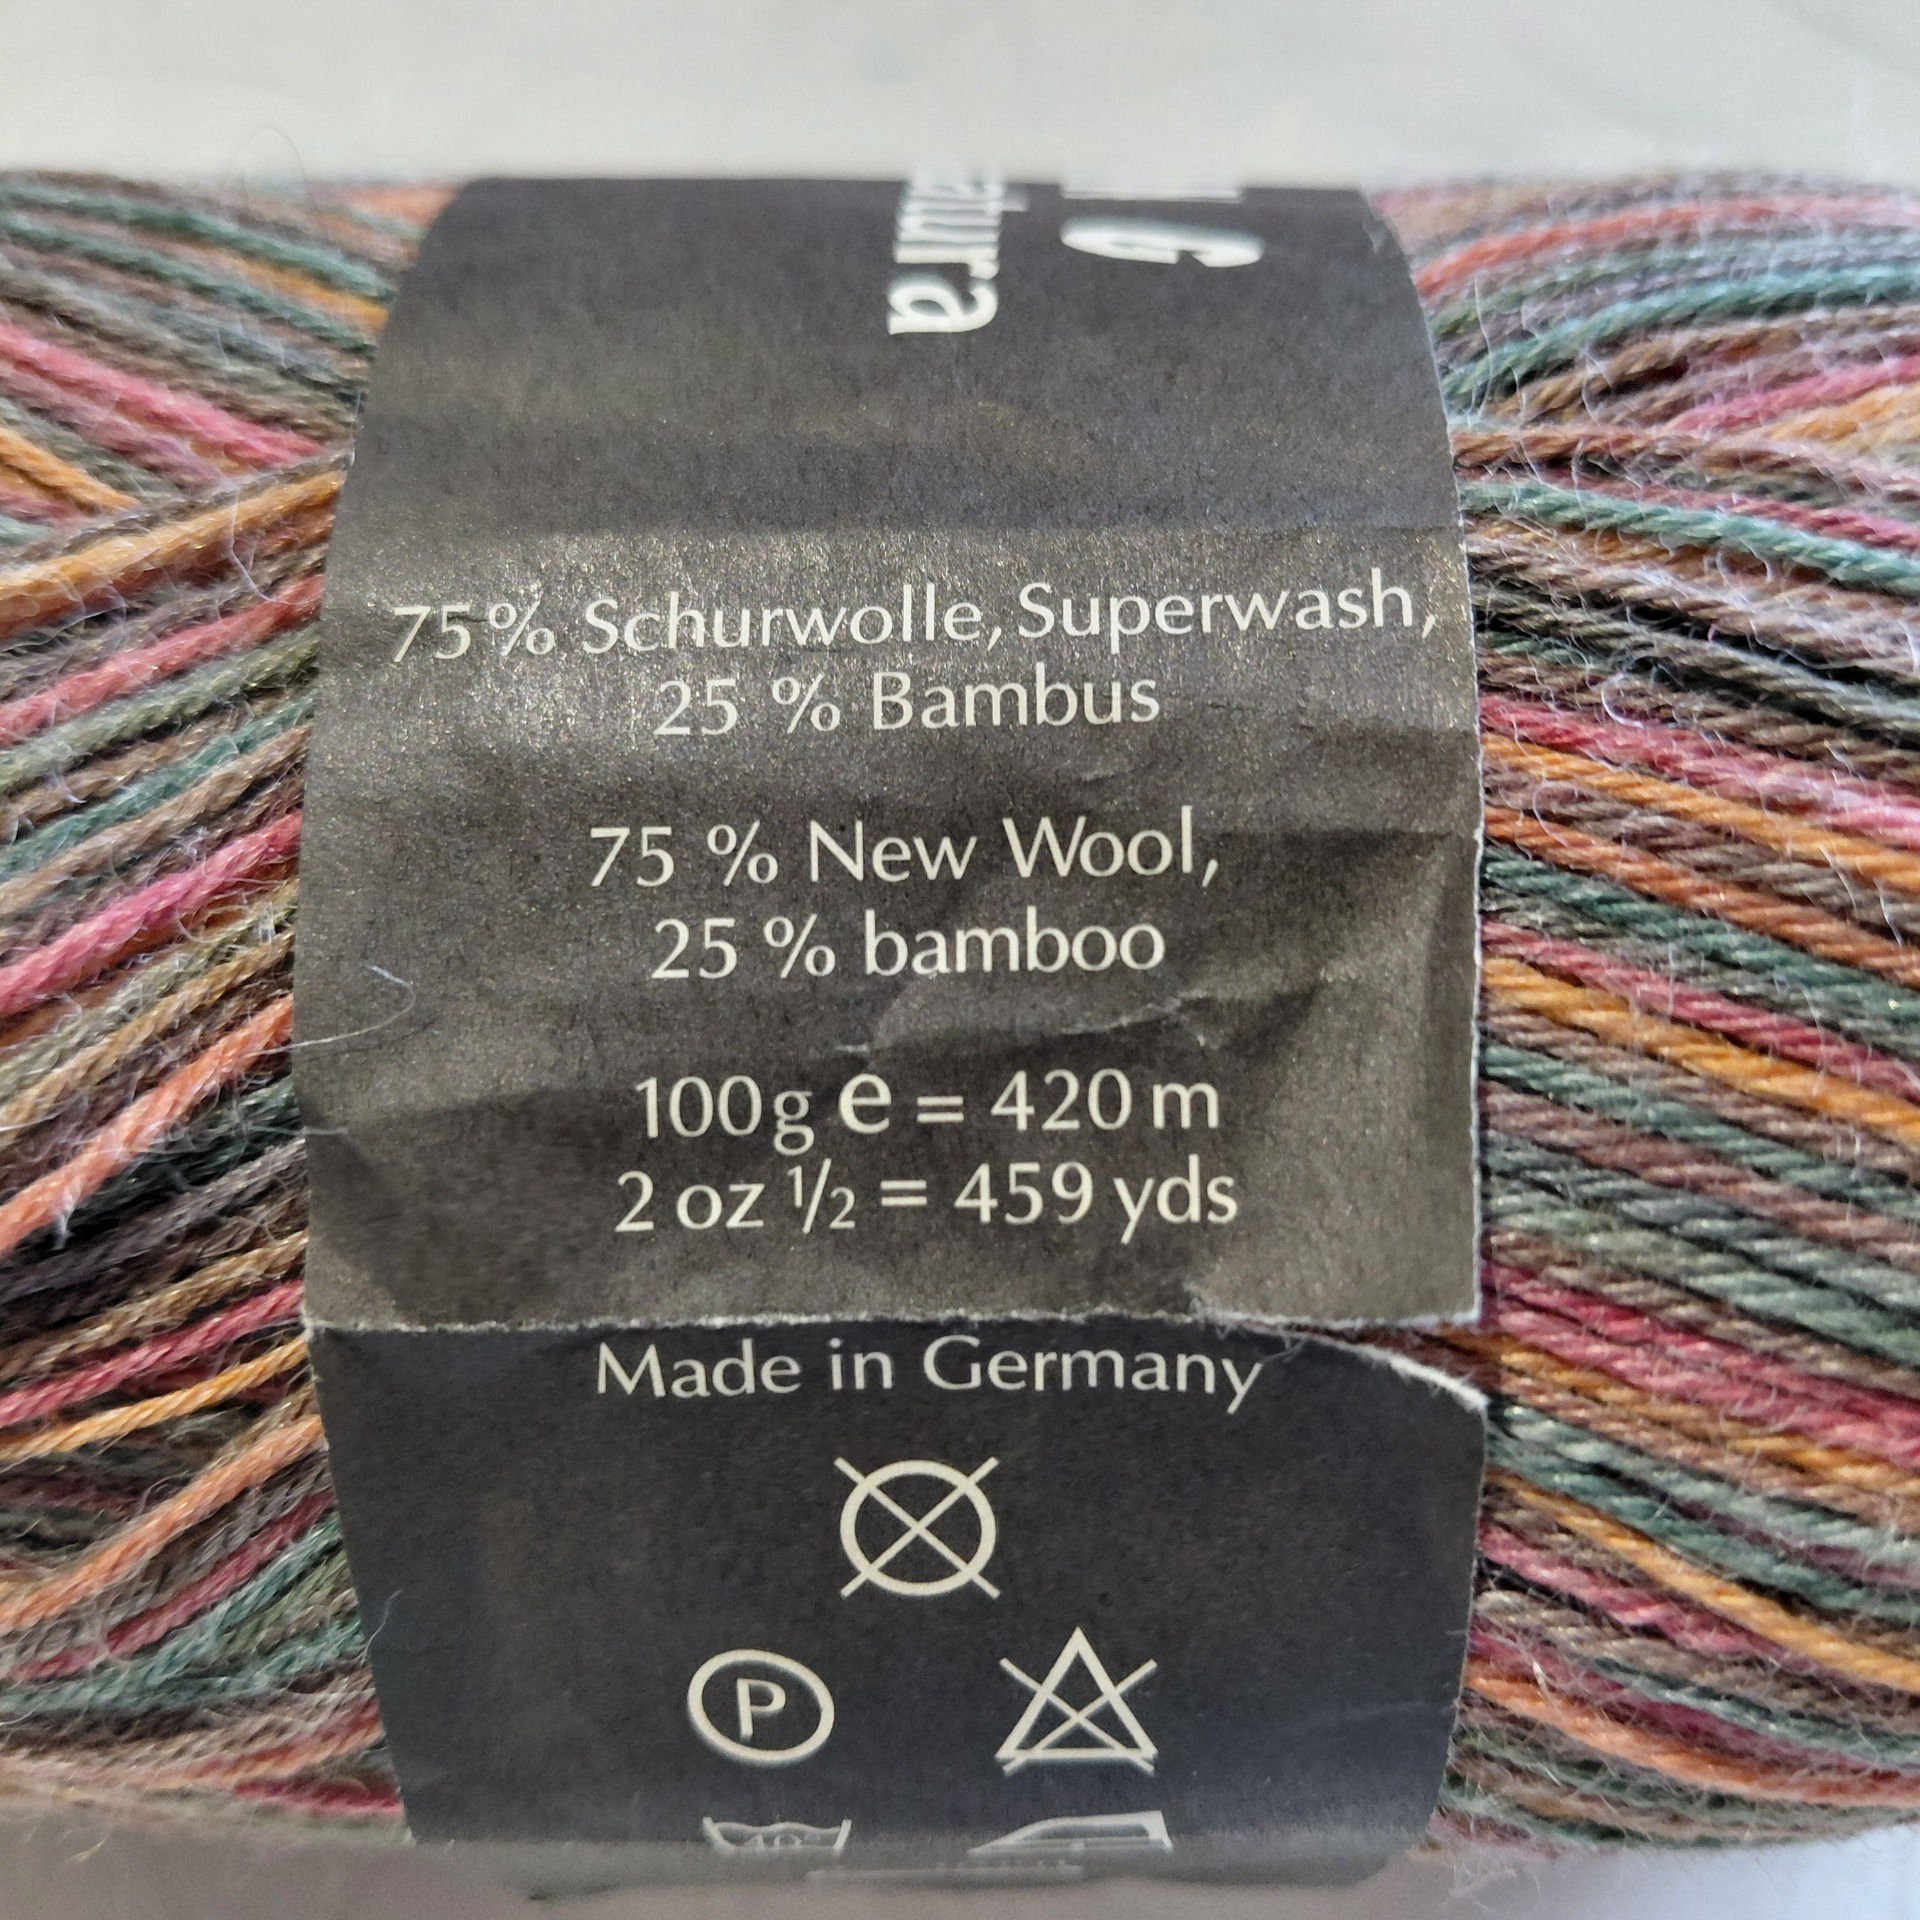 75% Schurwolle, Superwash,
25 % Bambus
75 % New Wool,
25 % bamboo
100g e = 420 m
2 oz ½ = 459 yds
Made in Germany
P